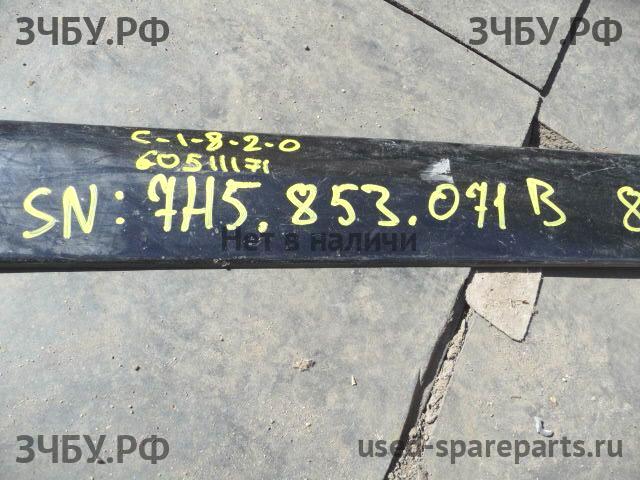 ЗЧБУ.РФ ЗЧБУ.РФ
С-1-8-2-0
60511171
SN: 7H5.853.071 B 8
Нет в наличи
ЗЧБУ.РФ used-spareparts.ru